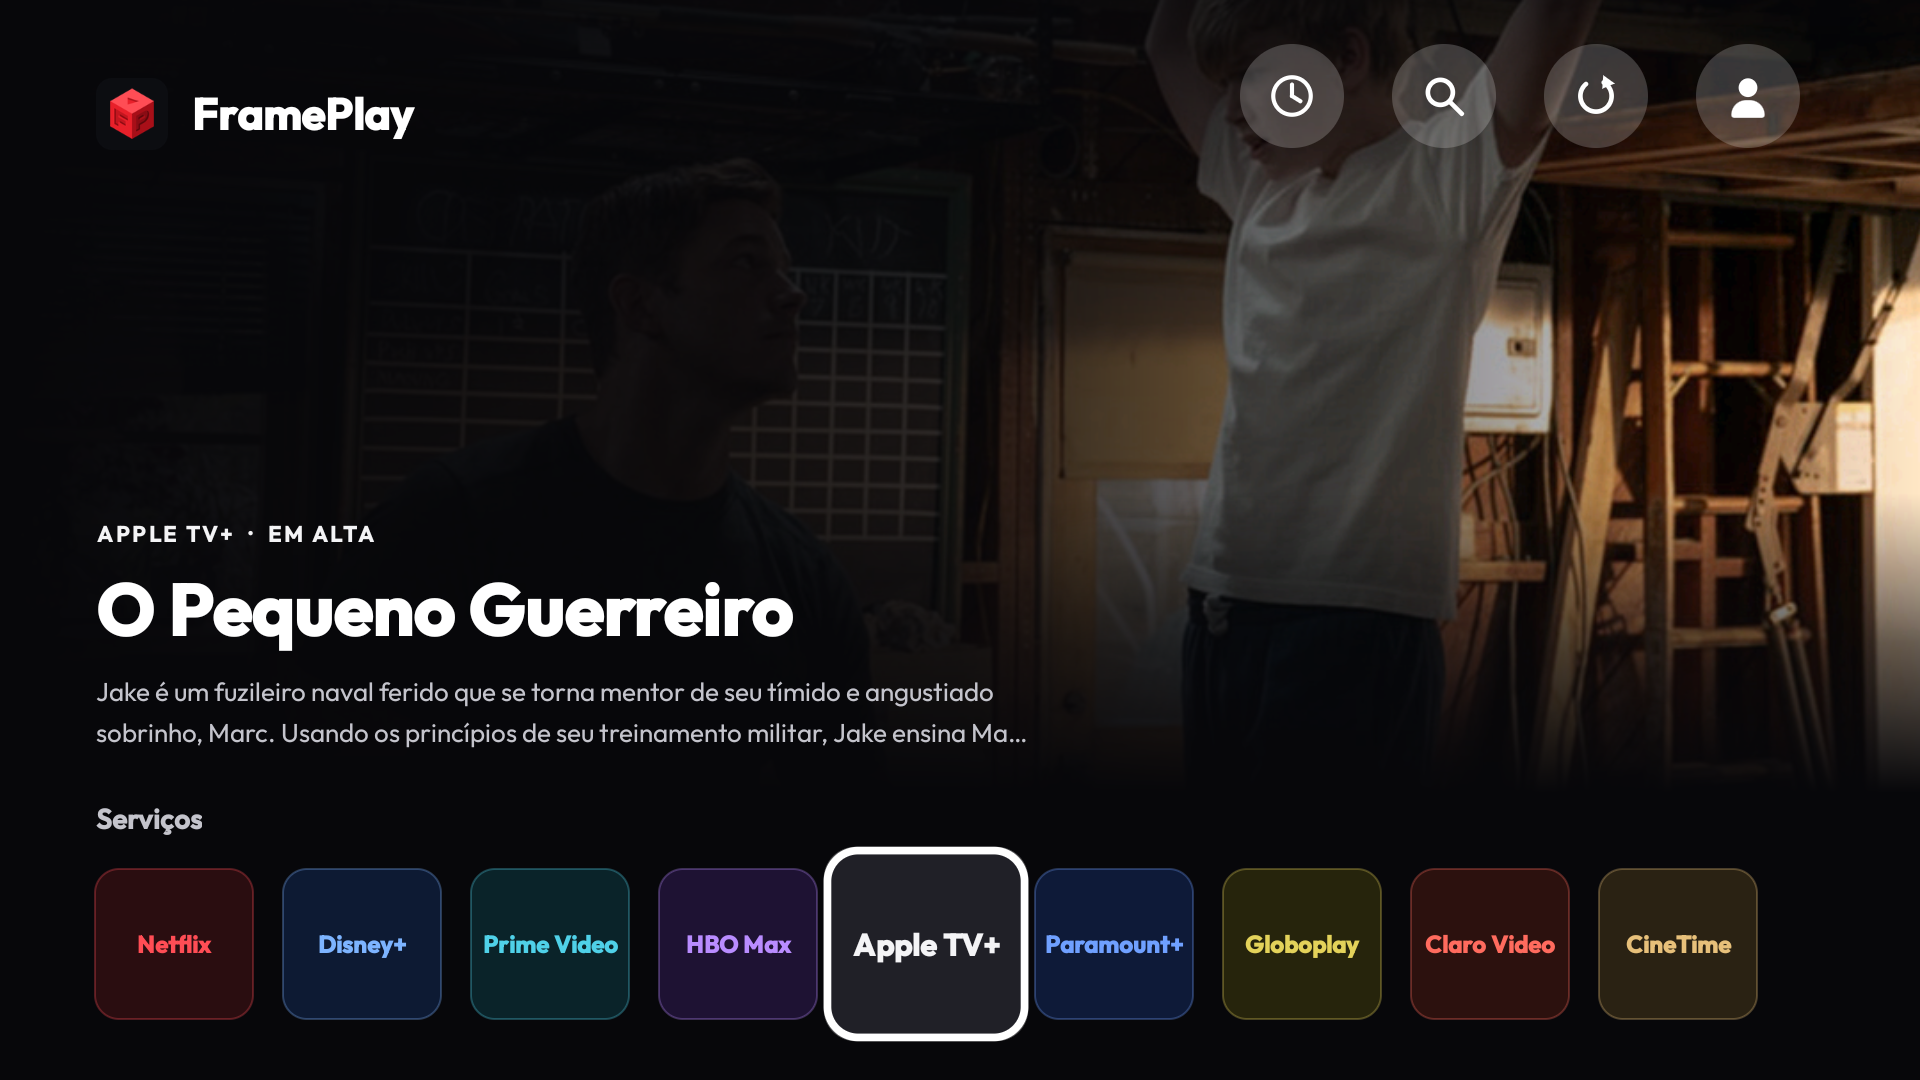 FramePlay
APPLE TV+ · EM ALTA
O Pequeno Guerreiro
Jake é um fuzileiro naval ferido que se torna mentor de seu tímido e angustiado
sobrinho, Marc. Usando os princípios de seu treinamento militar, Jake ensina Ma...
Serviços
Netflix
Disney+
Prime Video
HBO Max
Apple TV+
Paramount+
Globoplay
Claro Video
CineTime